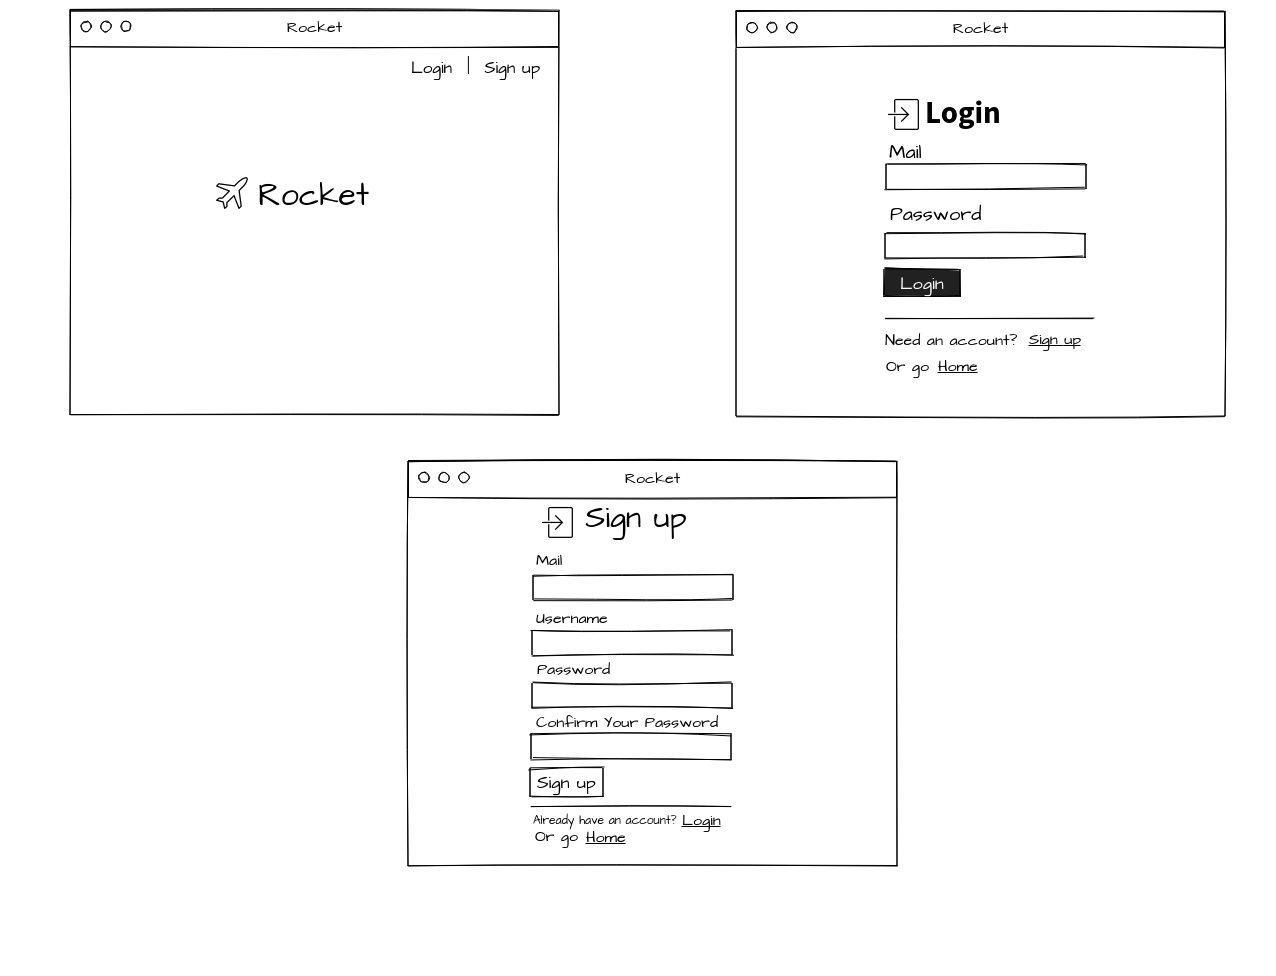 Rocket
Login | Sign up
Rocket
Rocket
Login
Mail
Password
Login
Need an account? Sign up
Or go Home
Rocket
Sign up
Mail
Username
Password
Confirm Your Password
Sign up
Already have an account? Login
Or go Home